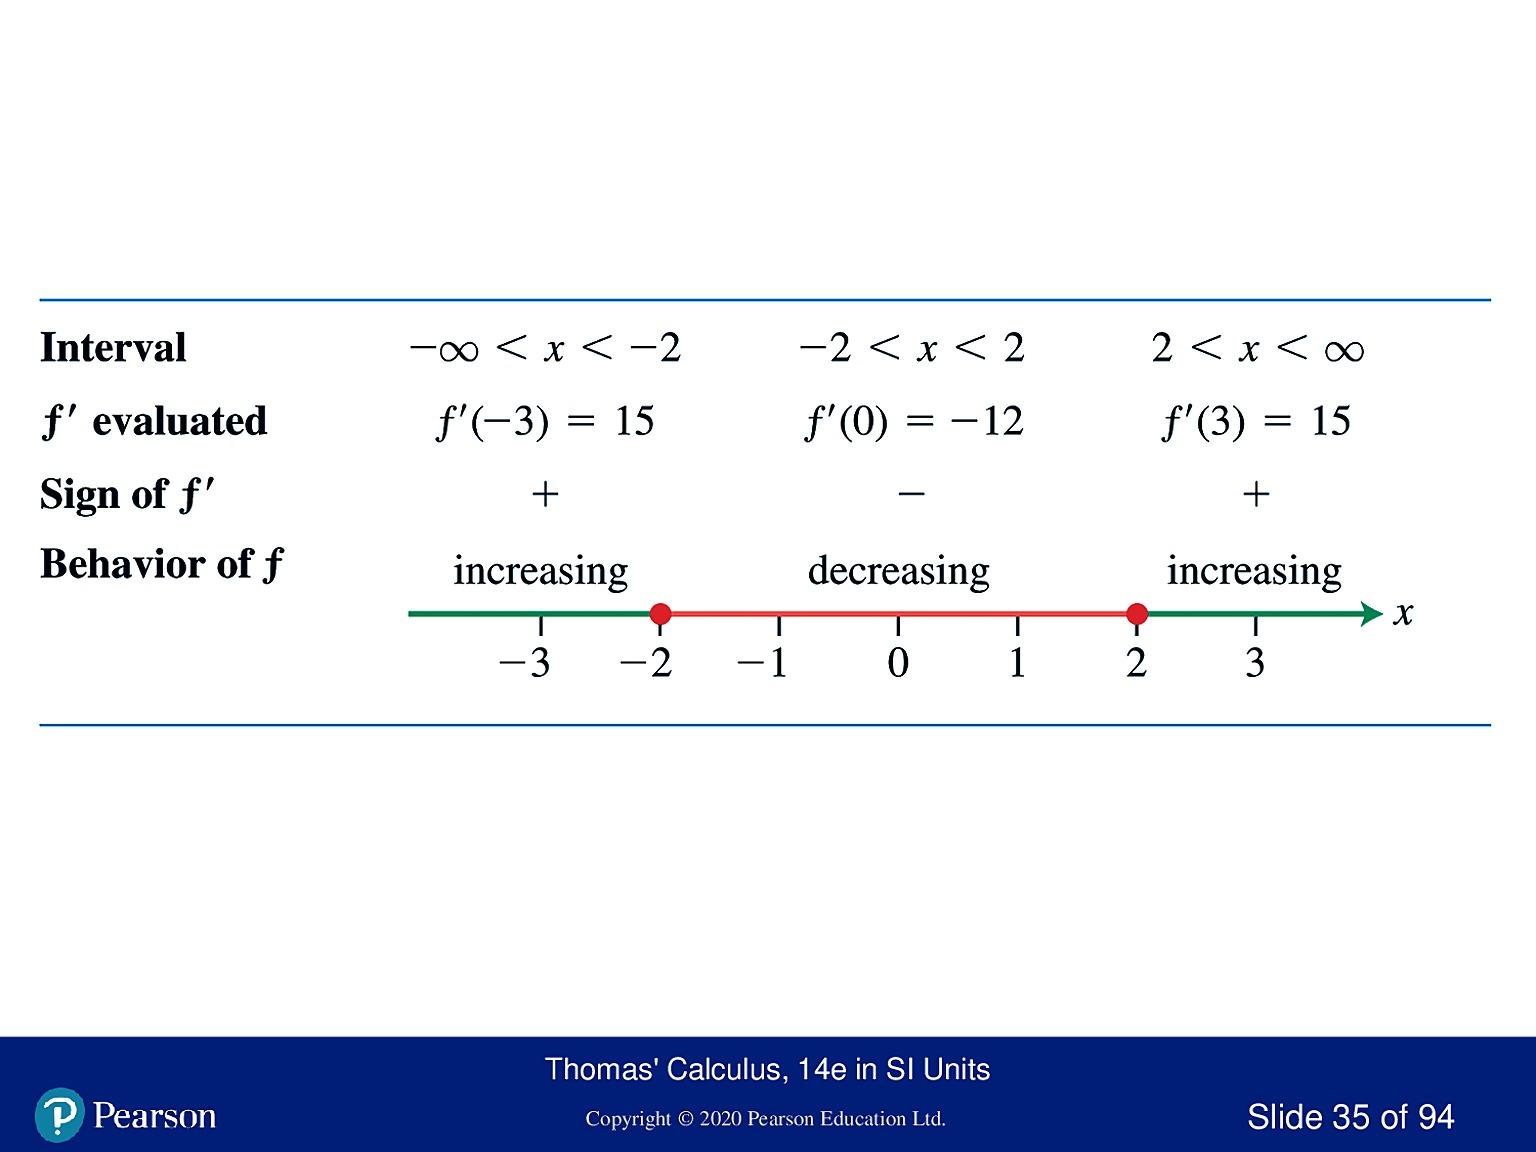 Interval −∞ < x < −2 −2 < x < 2 2 < x < ∞
f′ evaluated f′(−3) = 15 f′(0) = −12 f′(3) = 15
Sign of f′ + − +
Behavior of f increasing decreasing increasing
x
−3 −2 −1 0 1 2 3
Thomas' Calculus, 14e in SI Units
Pearson
Copyright © 2020 Pearson Education Ltd.
Slide 35 of 94